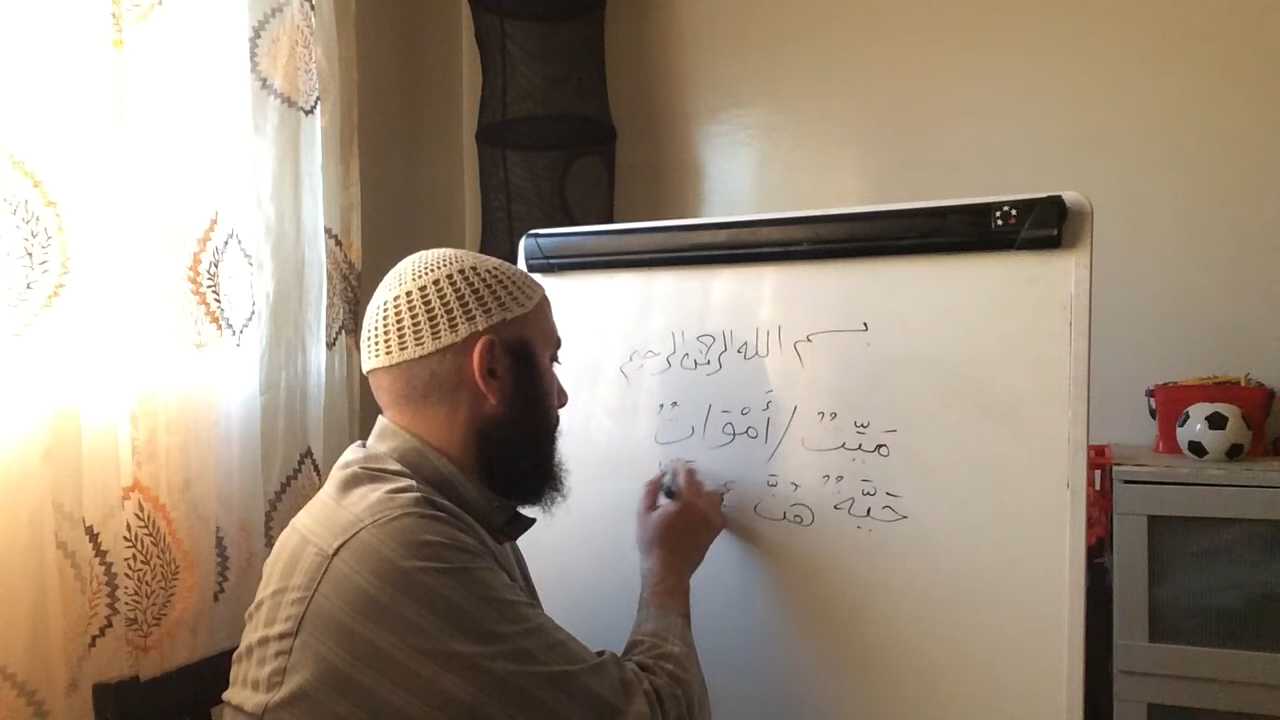 بسم الله الرحمن الرحيم
مَيِّتٌ / أَمْوَاتٌ
حَيَّةٌ هُنَّ